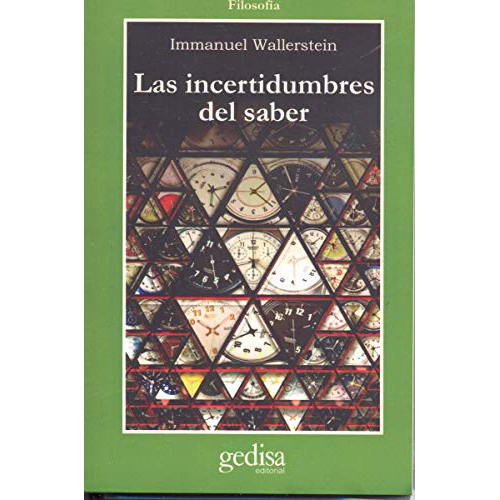 Filosofía
Immanuel Wallerstein
Las incertidumbres
del saber
gedisa
editorial